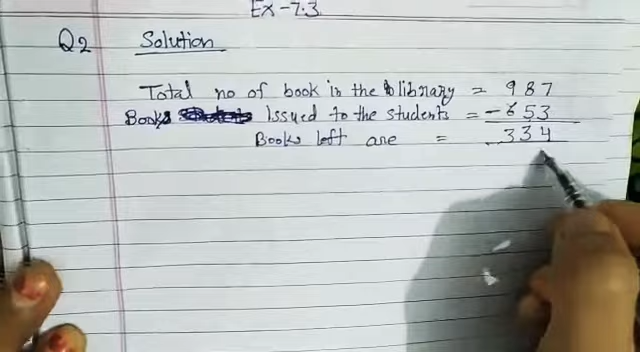 Ex-7.3
Q2 Solution
Total no of book in the library = 987
Books Issued to the students = -653
Books left are = 334